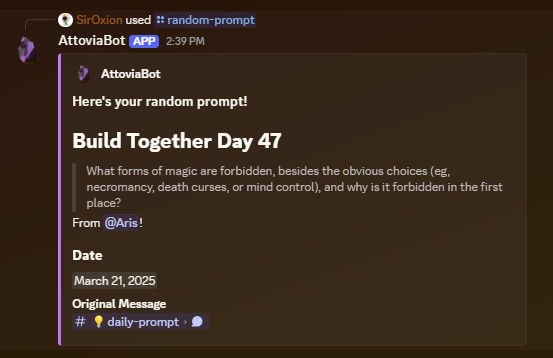 SirOxion used random-prompt
AttoviaBot APP 2:39 PM
AttoviaBot
Here's your random prompt!
Build Together Day 47
What forms of magic are forbidden, besides the obvious choices (eg,
necromancy, death curses, or mind control), and why is it forbidden in the first
place?
From @Aris!
Date
March 21, 2025
Original Message
# 💡 daily-prompt ›